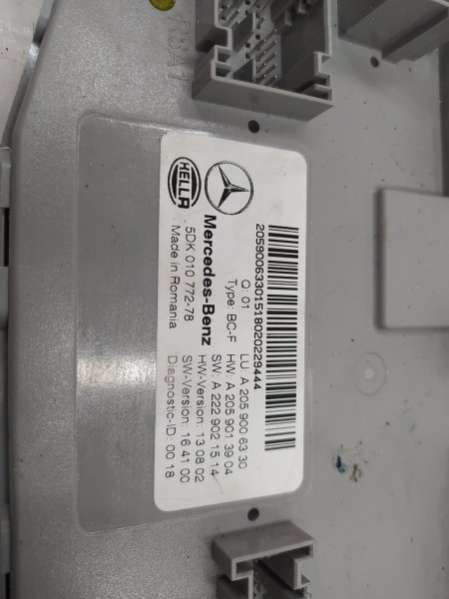 20590063301518020229444
Q: 01 LU: A 205 900 63 30
Type: BC-F HW: A 205 901 39 04
Mercedes-Benz SW: A 222 902 15 14
HW-Version: 13 08 02
HELLA 5DK 010 772-78 SW-Version: 16 41 00
Made in Romania Diagnostic-ID: 00 18